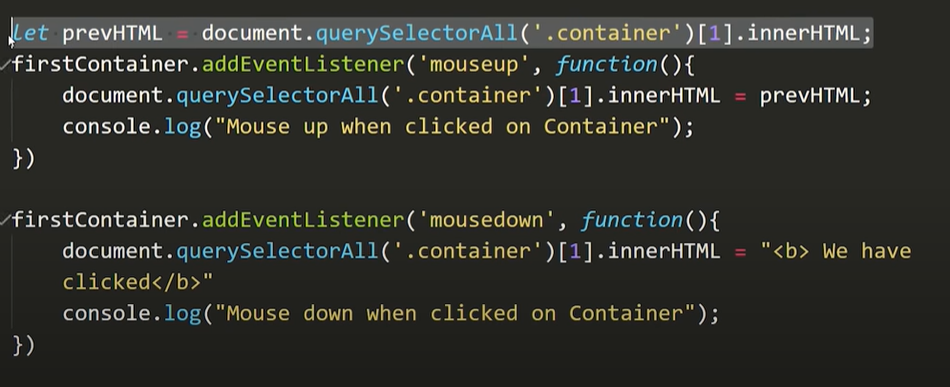 let prevHTML = document.querySelectorAll('.container')[1].innerHTML;
firstContainer.addEventListener('mouseup', function(){
    document.querySelectorAll('.container')[1].innerHTML = prevHTML;
    console.log("Mouse up when clicked on Container");
})

firstContainer.addEventListener('mousedown', function(){
    document.querySelectorAll('.container')[1].innerHTML = "<b> We have
    clicked</b>"
    console.log("Mouse down when clicked on Container");
})